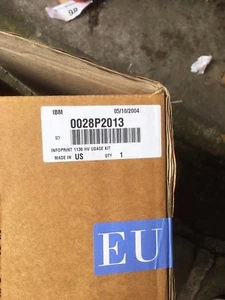 IBM 05/10/2004
0028P2013
INFOPRINT 1130 HV USAGE KIT
MADE IN US QTY 1
EU